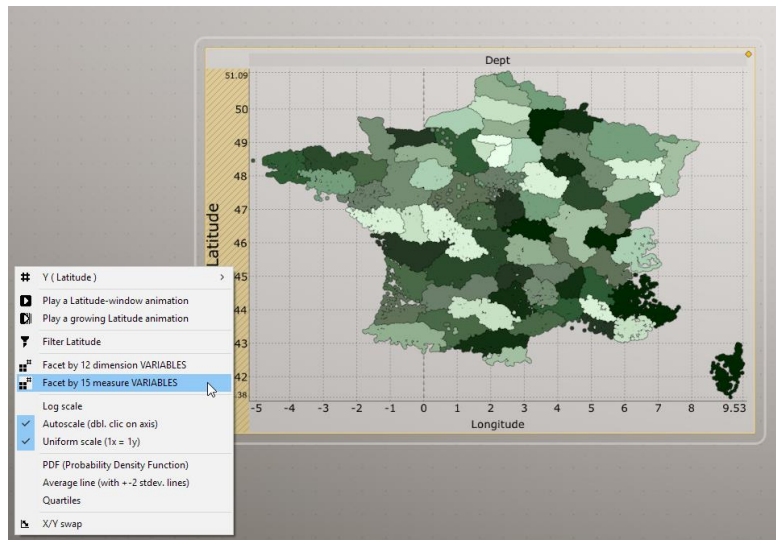 Dept
51.09
50
49
48
47
46
45
44
43
42
.38
Latitude
-5 -4 -3 -2 -1 0 1 2 3 4 5 6 7 8 9.53
Longitude
Y ( Latitude )
Play a Latitude-window animation
Play a growing Latitude animation
Filter Latitude
Facet by 12 dimension VARIABLES
Facet by 15 measure VARIABLES
Log scale
Autoscale (dbl. clic on axis)
Uniform scale (1x = 1y)
PDF (Probability Density Function)
Average line (with +-2 stdev. lines)
Quartiles
X/Y swap